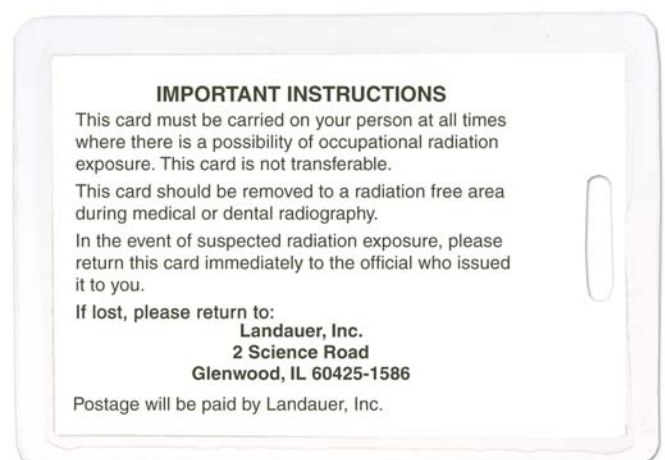 IMPORTANT INSTRUCTIONS
This card must be carried on your person at all times
where there is a possibility of occupational radiation
exposure. This card is not transferable.
This card should be removed to a radiation free area
during medical or dental radiography.
In the event of suspected radiation exposure, please
return this card immediately to the official who issued
it to you.
If lost, please return to:
Landauer, Inc.
2 Science Road
Glenwood, IL 60425-1586
Postage will be paid by Landauer, Inc.